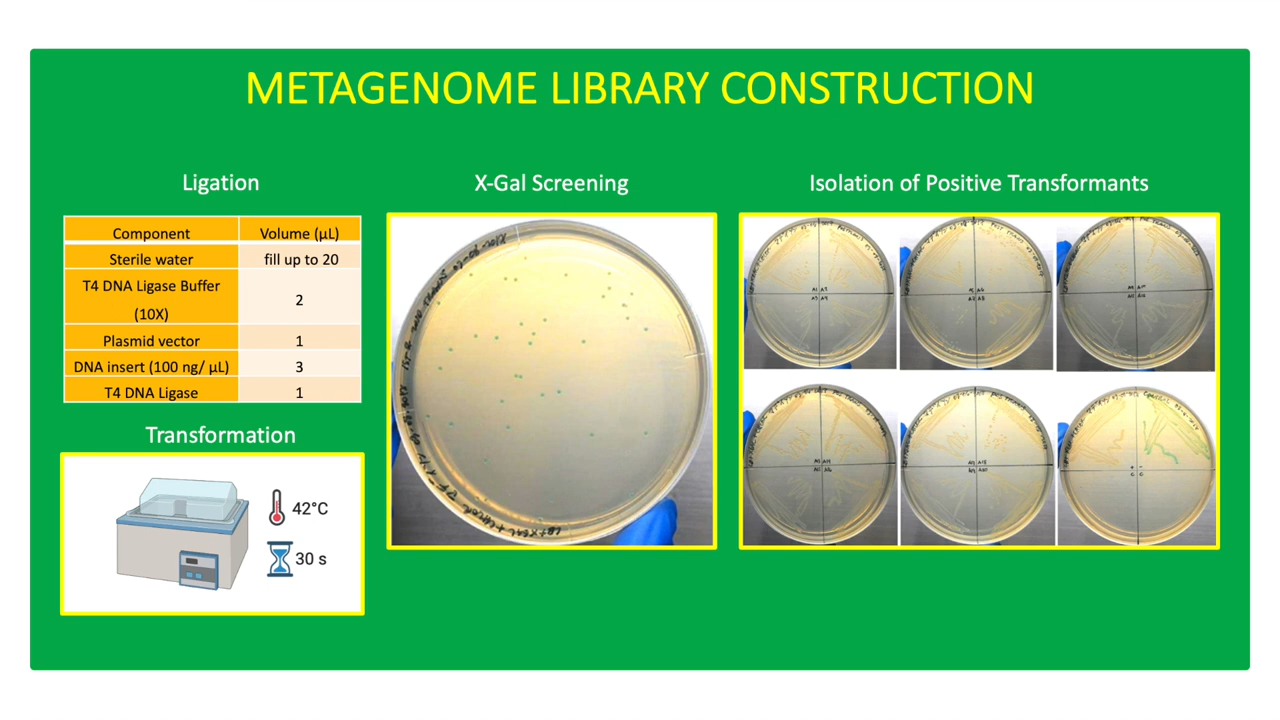 METAGENOME LIBRARY CONSTRUCTION
Ligation
Component Volume (µL)
Sterile water fill up to 20
T4 DNA Ligase Buffer
(10X) 2
Plasmid vector 1
DNA insert (100 ng/ µL) 3
T4 DNA Ligase 1
Transformation
42°C
30 s
X-Gal Screening
Isolation of Positive Transformants